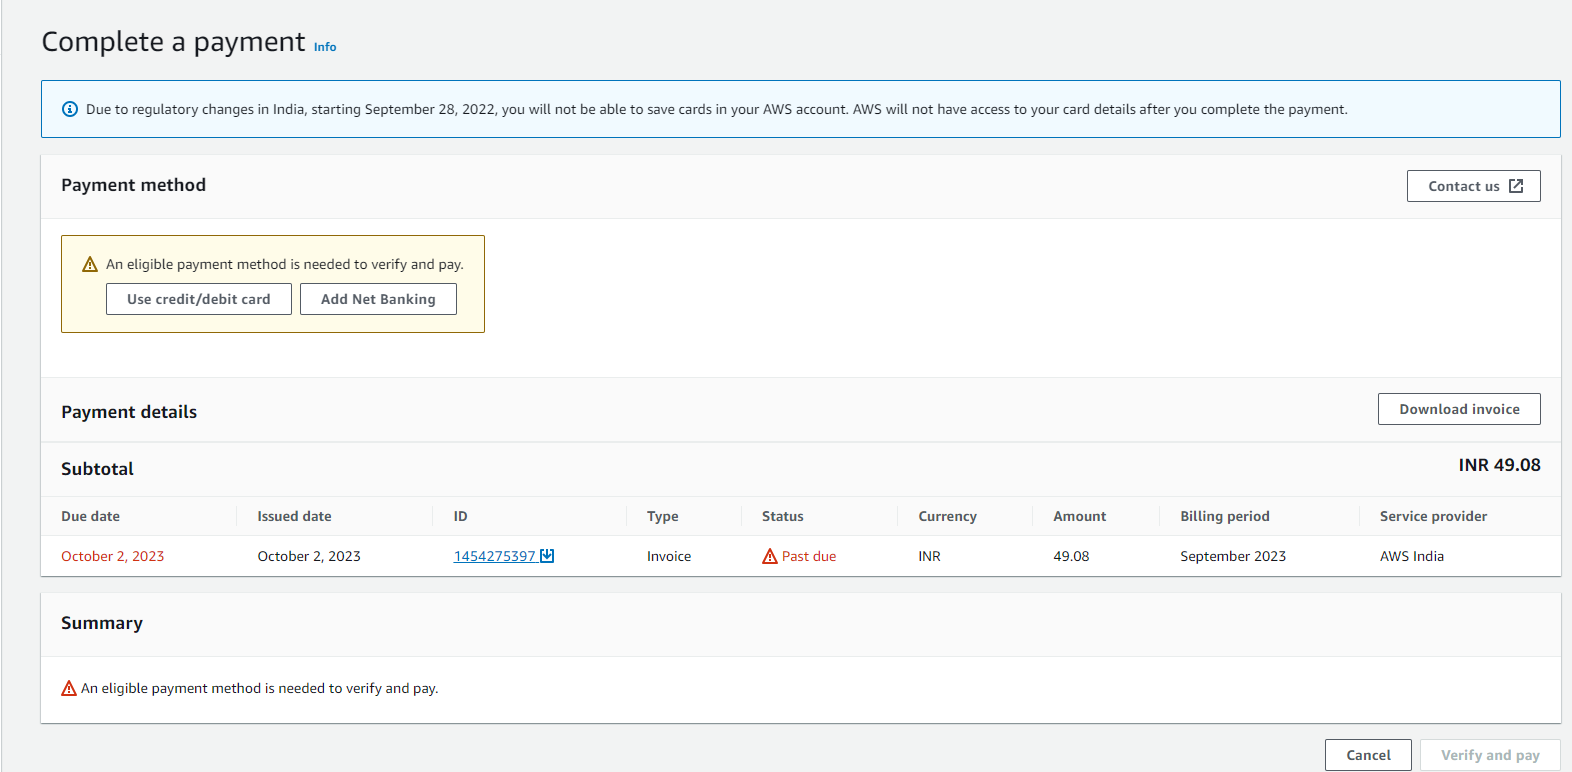 Complete a payment Info
Due to regulatory changes in India, starting September 28, 2022, you will not be able to save cards in your AWS account. AWS will not have access to your card details after you complete the payment.
Payment method
Contact us
An eligible payment method is needed to verify and pay.
Use credit/debit card Add Net Banking
Payment details
Download invoice
Subtotal
INR 49.08
Due date Issued date ID Type Status Currency Amount Billing period Service provider
October 2, 2023 October 2, 2023 1454275397 Invoice Past due INR 49.08 September 2023 AWS India
Summary
An eligible payment method is needed to verify and pay.
Cancel Verify and pay